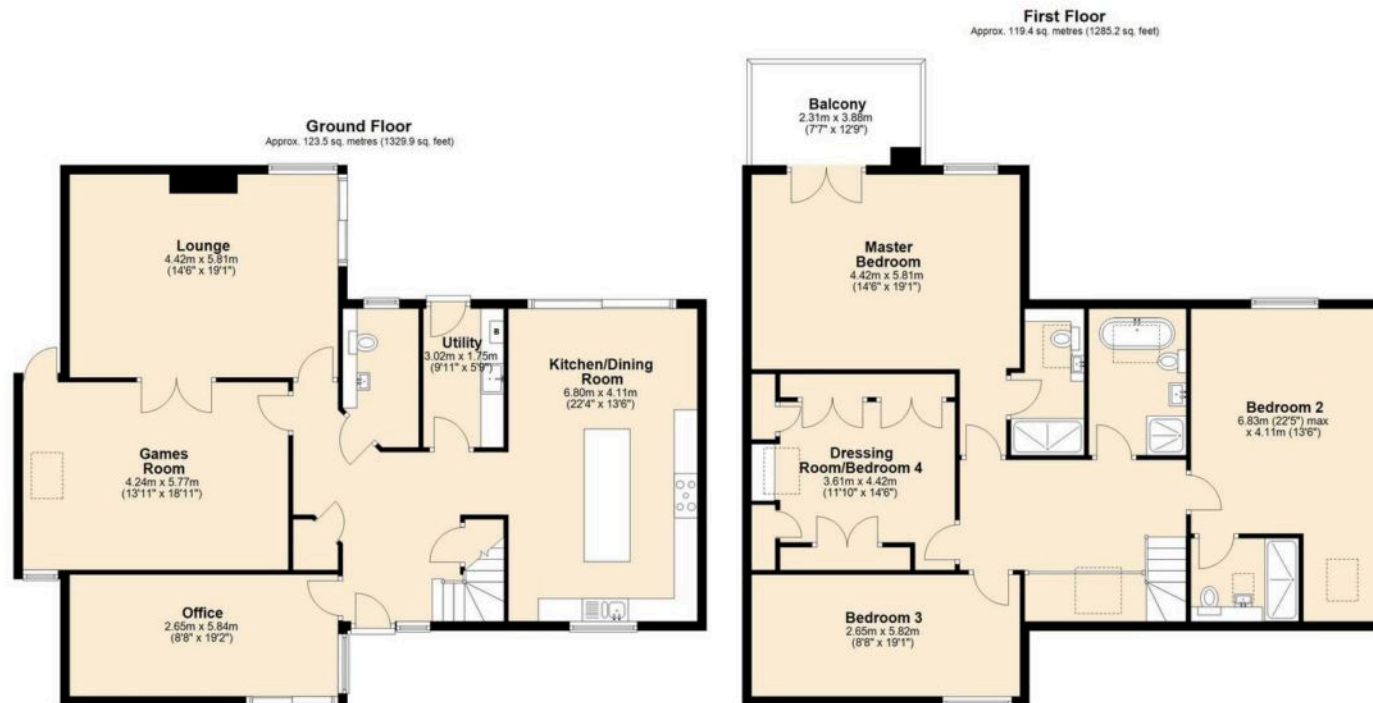 Ground Floor
Approx. 123.5 sq. metres (1329.9 sq. feet)
Lounge
4.42m x 5.81m
(14'6" x 19'1")
Utility
3.02m x 1.75m
(9'11" x 5'9")
B
Kitchen/Dining
Room
6.80m x 4.11m
(22'4" x 13'6")
Games
Room
4.24m x 5.77m
(13'11" x 18'11")
Office
2.65m x 5.84m
(8'8" x 19'2")
First Floor
Approx. 119.4 sq. metres (1285.2 sq. feet)
Balcony
2.31m x 3.88m
(7'7" x 12'9")
Master
Bedroom
4.42m x 5.81m
(14'6" x 19'1")
Bedroom 2
6.83m (22'5") max
x 4.11m (13'6")
Dressing
Room/Bedroom 4
3.61m x 4.42m
(11'10" x 14'6")
Bedroom 3
2.65m x 5.82m
(8'8" x 19'1")